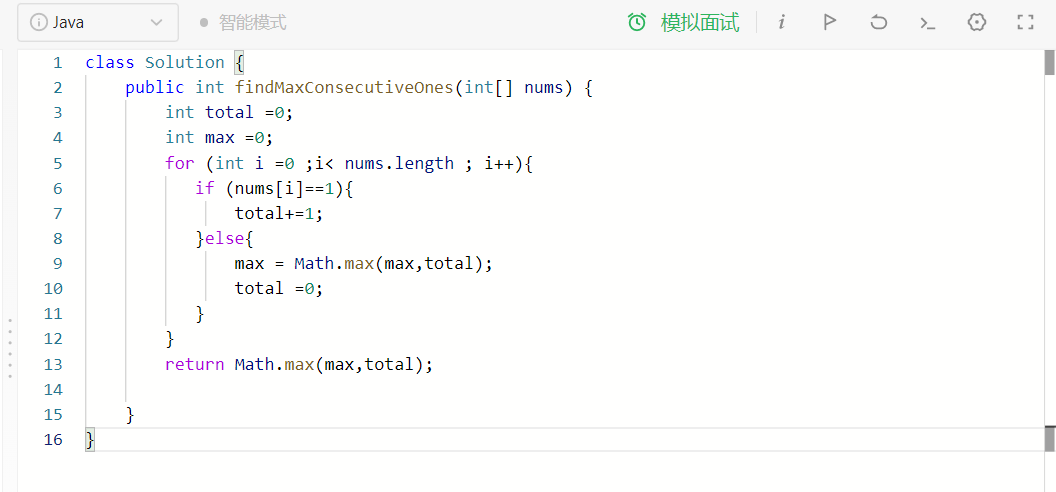 Java 智能模式 模拟面试
1 class Solution {
2 public int findMaxConsecutiveOnes(int[] nums) {
3 int total =0;
4 int max =0;
5 for (int i =0 ;i< nums.length ; i++){
6 if (nums[i]==1){
7 total+=1;
8 }else{
9 max = Math.max(max,total);
10 total =0;
11 }
12 }
13 return Math.max(max,total);
14
15 }
16 }